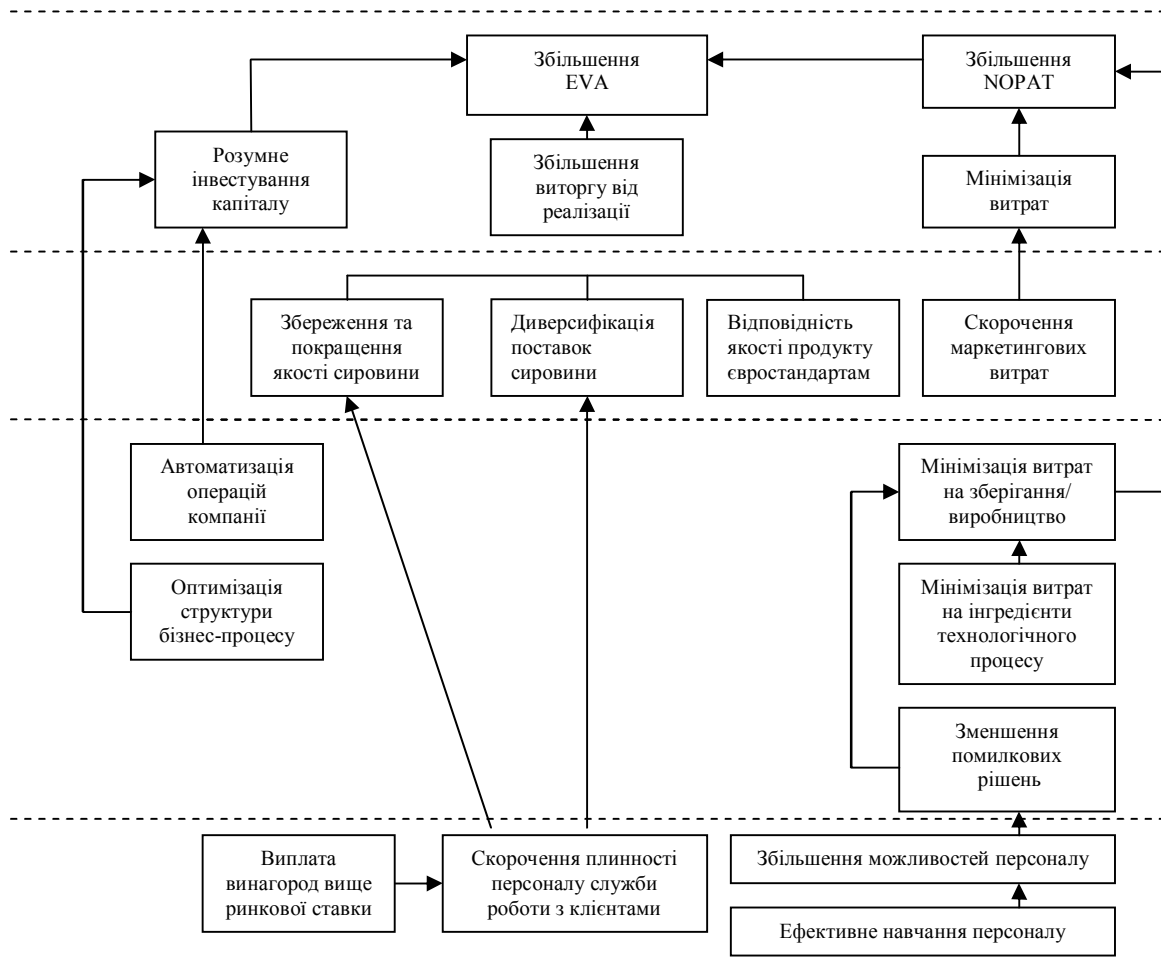 Збільшення
EVA
Збільшення
NOPAT
Розумне
інвестування
капіталу
Збільшення
виторгу від
реалізації
Мінімізація
витрат
Збереження та
покращення
якості сировини
Диверсифікація
поставок
сировини
Відповідність
якості продукту
євростандартам
Скорочення
маркетингових
витрат
Автоматизація
операцій
компанії
Мінімізація витрат
на зберігання/
виробництво
Оптимізація
структури
бізнес-процесу
Мінімізація витрат
на інгредієнти
технологічного
процесу
Зменшення
помилкових
рішень
Виплата
винагород вище
ринкової ставки
Скорочення плинності
персоналу служби
роботи з клієнтами
Збільшення можливостей персоналу
Ефективне навчання персоналу